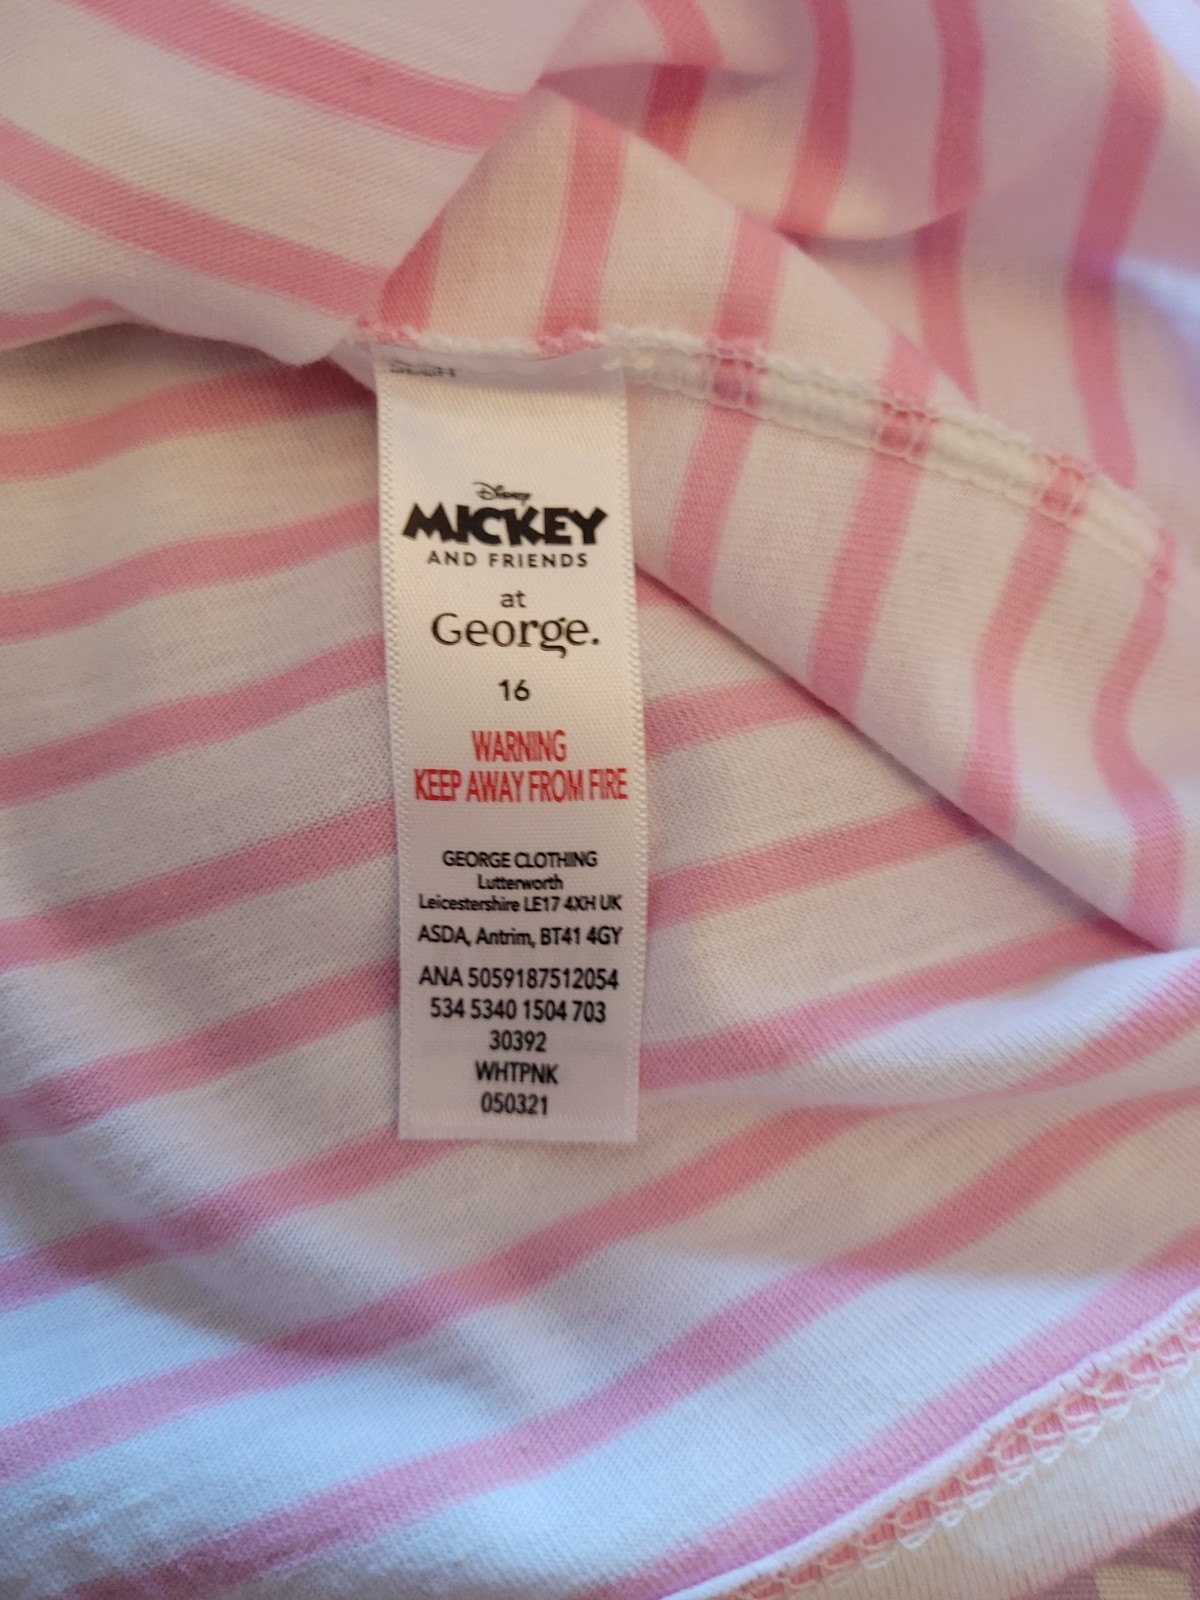 Disney
MICKEY
AND FRIENDS
at
George.
16
WARNING
KEEP AWAY FROM FIRE
GEORGE CLOTHING
Lutterworth
Leicestershire LE17 4XH UK
ASDA, Antrim, BT41 4GY
ANA 5059187512054
534 5340 1504 703
30392
WHTPNK
050321